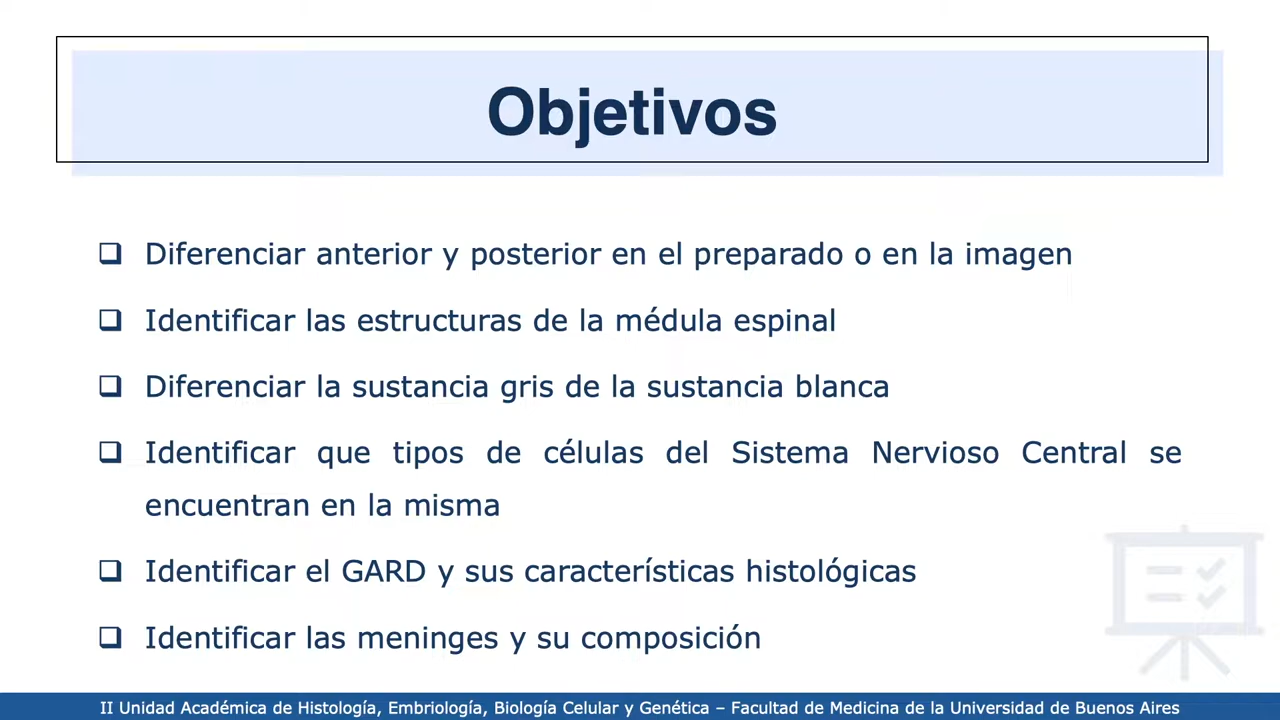 Objetivos
❑ Diferenciar anterior y posterior en el preparado o en la imagen
❑ Identificar las estructuras de la médula espinal
❑ Diferenciar la sustancia gris de la sustancia blanca
❑ Identificar que tipos de células del Sistema Nervioso Central se
encuentran en la misma
❑ Identificar el GARD y sus características histológicas
❑ Identificar las meninges y su composición
II Unidad Académica de Histología, Embriología, Biología Celular y Genética – Facultad de Medicina de la Universidad de Buenos Aires